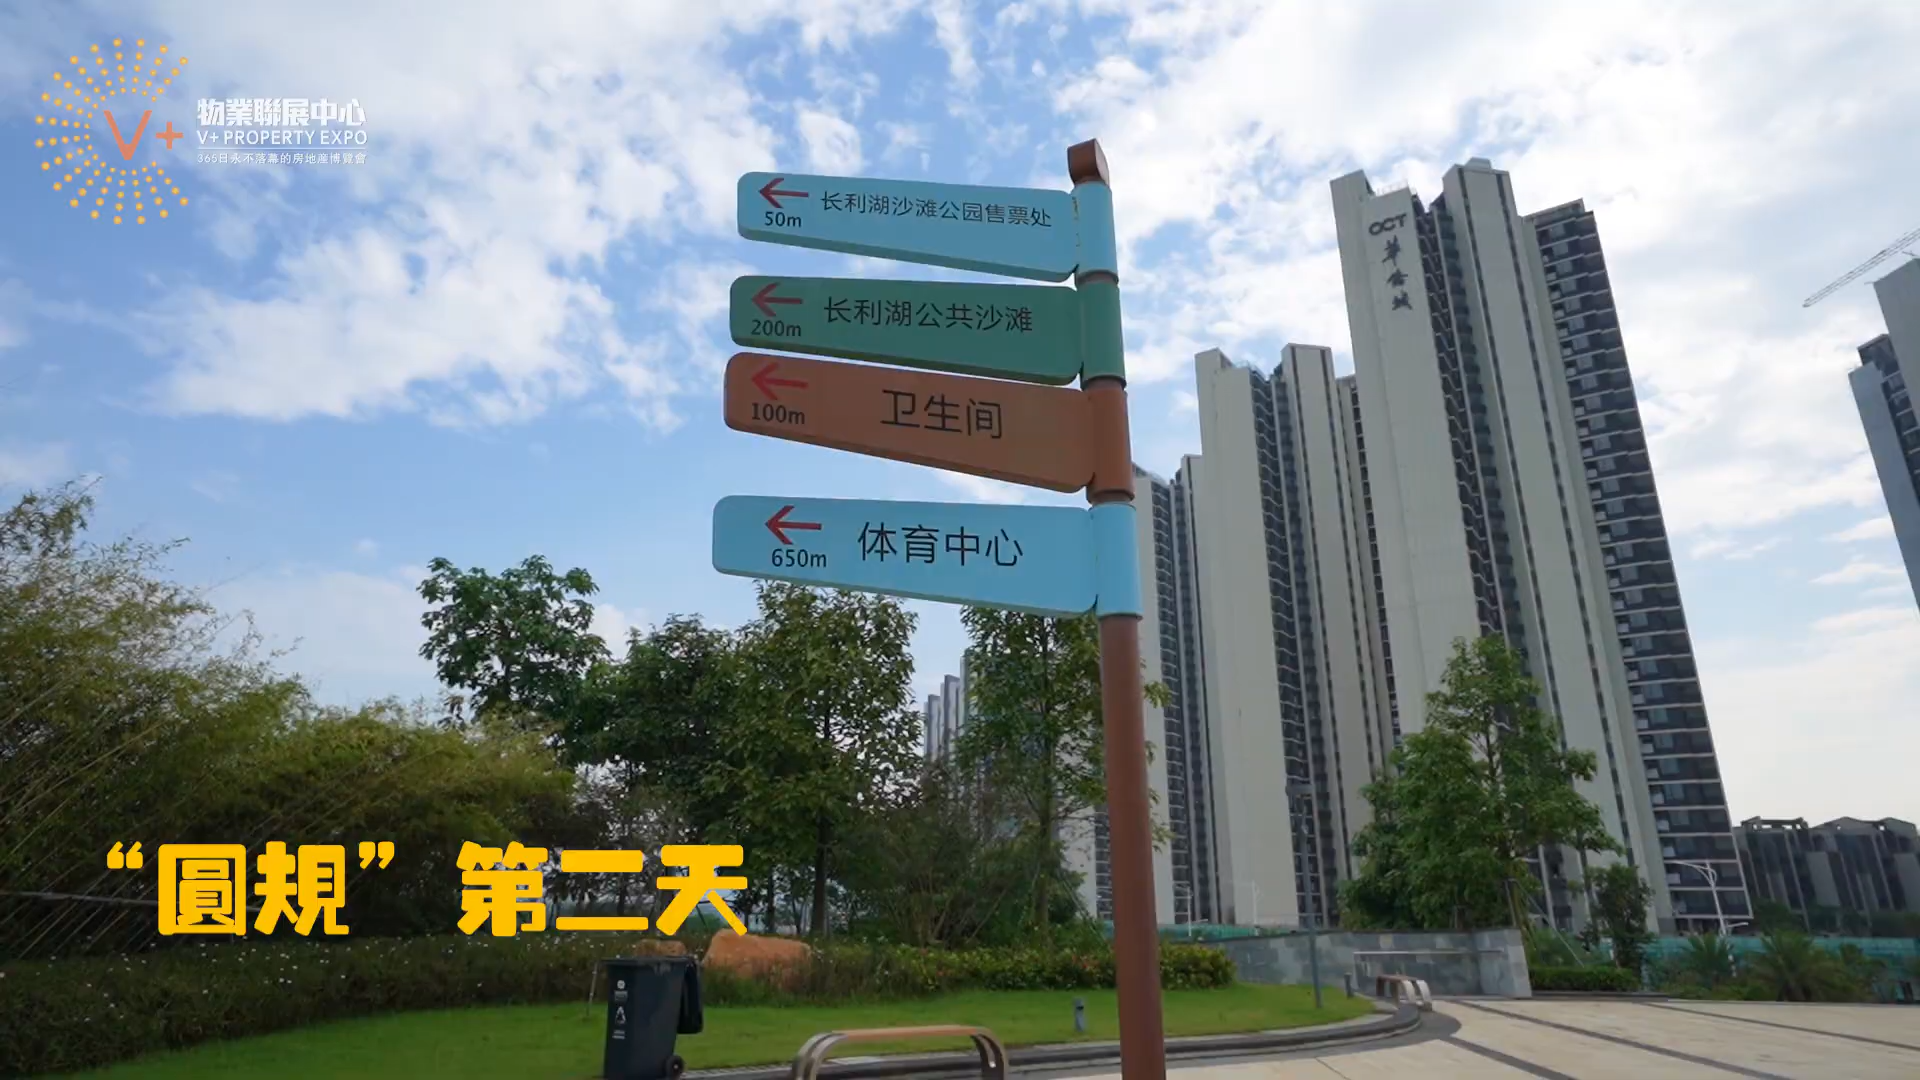 物業聯展中心
V+ PROPERTY EXPO
365日永不落幕的房地産博覽會
V+
长利湖沙滩公园售票处
50m
长利湖公共沙滩
200m
卫生间
100m
体育中心
650m
OCT
華僑城
“圓規” 第二天